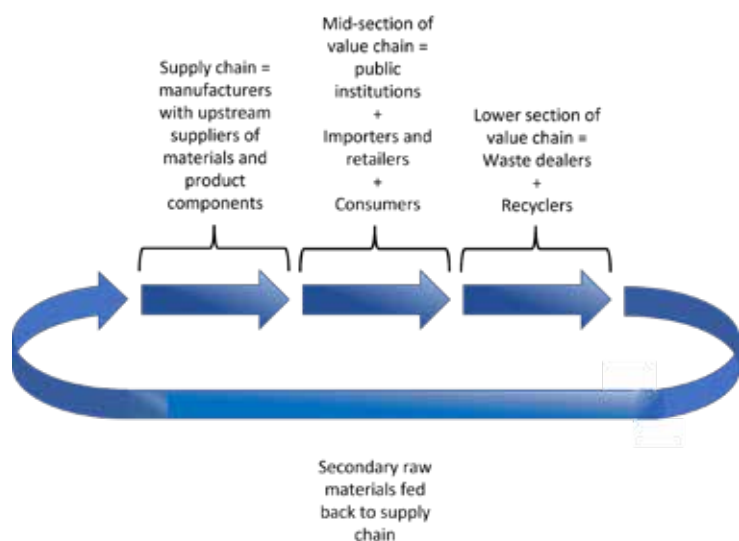 Supply chain =
manufacturers
with upstream
suppliers of
materials and
product
components
Mid-section of
value chain =
public
institutions
+
Importers and
retailers
+
Consumers
Lower section of
value chain =
Waste dealers
+
Recyclers
Secondary raw
materials fed
back to supply
chain